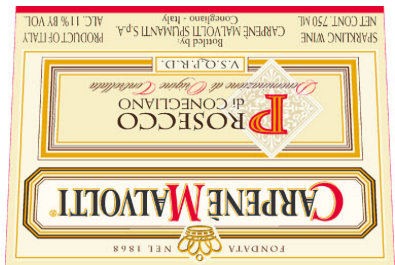 FONDATA NEL 1868
CARPENÈ MALVOLTI®
PROSECCO
di CONEGLIANO
Denominazione di Origine Controllata
V.S.Q.P.R.D.
SPARKLING WINE
NET. CONT. 750 ML
Bottled by:
CARPENÈ MALVOLTI SPUMANTI S.p.A.
Conegliano - Italy
PRODUCT OF ITALY
ALC. 11% BY VOL.